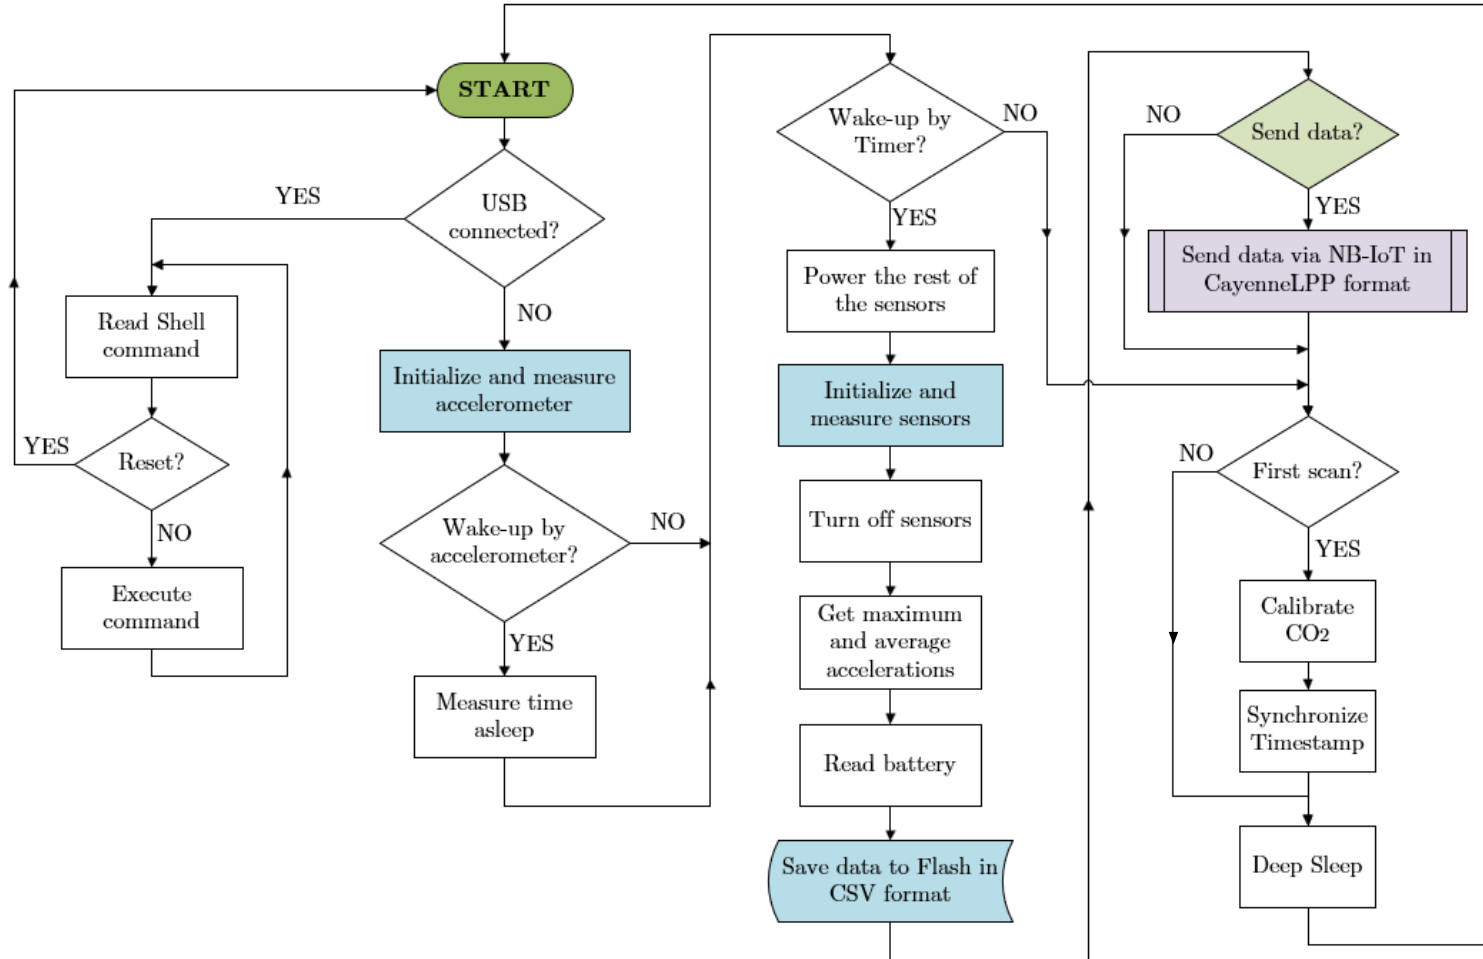 START
USB
connected?
YES
NO
Read Shell
command
Reset?
YES
NO
Execute
command
Initialize and measure
accelerometer
Wake-up by
accelerometer?
NO
YES
Measure time
asleep
Wake-up by
Timer?
NO
YES
Power the rest of
the sensors
Initialize and
measure sensors
Turn off sensors
Get maximum
and average
accelerations
Read battery
Save data to Flash in
CSV format
Send data?
NO
YES
Send data via NB-IoT in
CayenneLPP format
First scan?
NO
YES
Calibrate
CO2
Synchronize
Timestamp
Deep Sleep